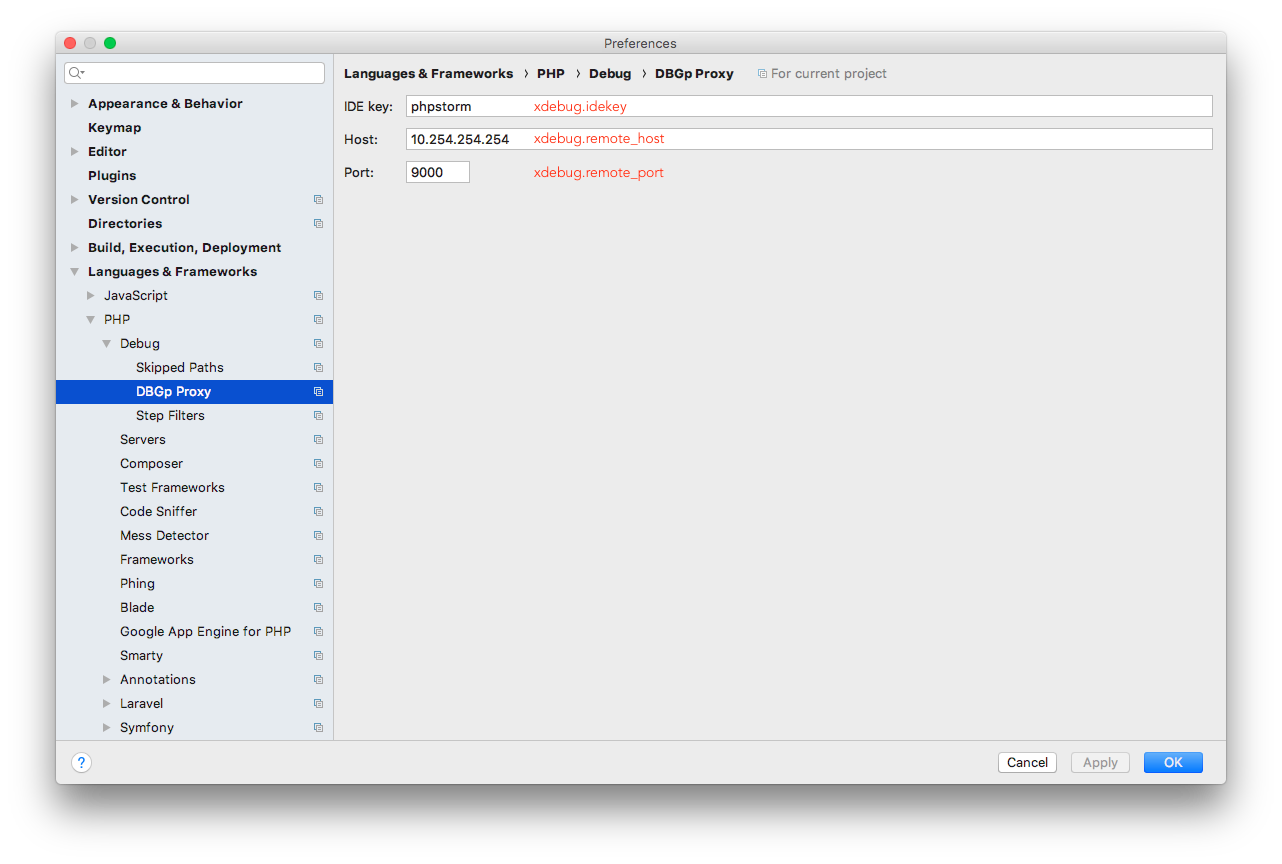 Preferences
Languages & Frameworks › PHP › Debug › DBGp Proxy For current project
Appearance & Behavior
Keymap
Editor
Plugins
Version Control
Directories
Build, Execution, Deployment
Languages & Frameworks
JavaScript
PHP
Debug
Skipped Paths
DBGp Proxy
Step Filters
Servers
Composer
Test Frameworks
Code Sniffer
Mess Detector
Frameworks
Phing
Blade
Google App Engine for PHP
Smarty
Annotations
Laravel
Symfony
IDE key: phpstorm xdebug.idekey
Host: 10.254.254.254 xdebug.remote_host
Port: 9000 xdebug.remote_port
? Cancel Apply OK